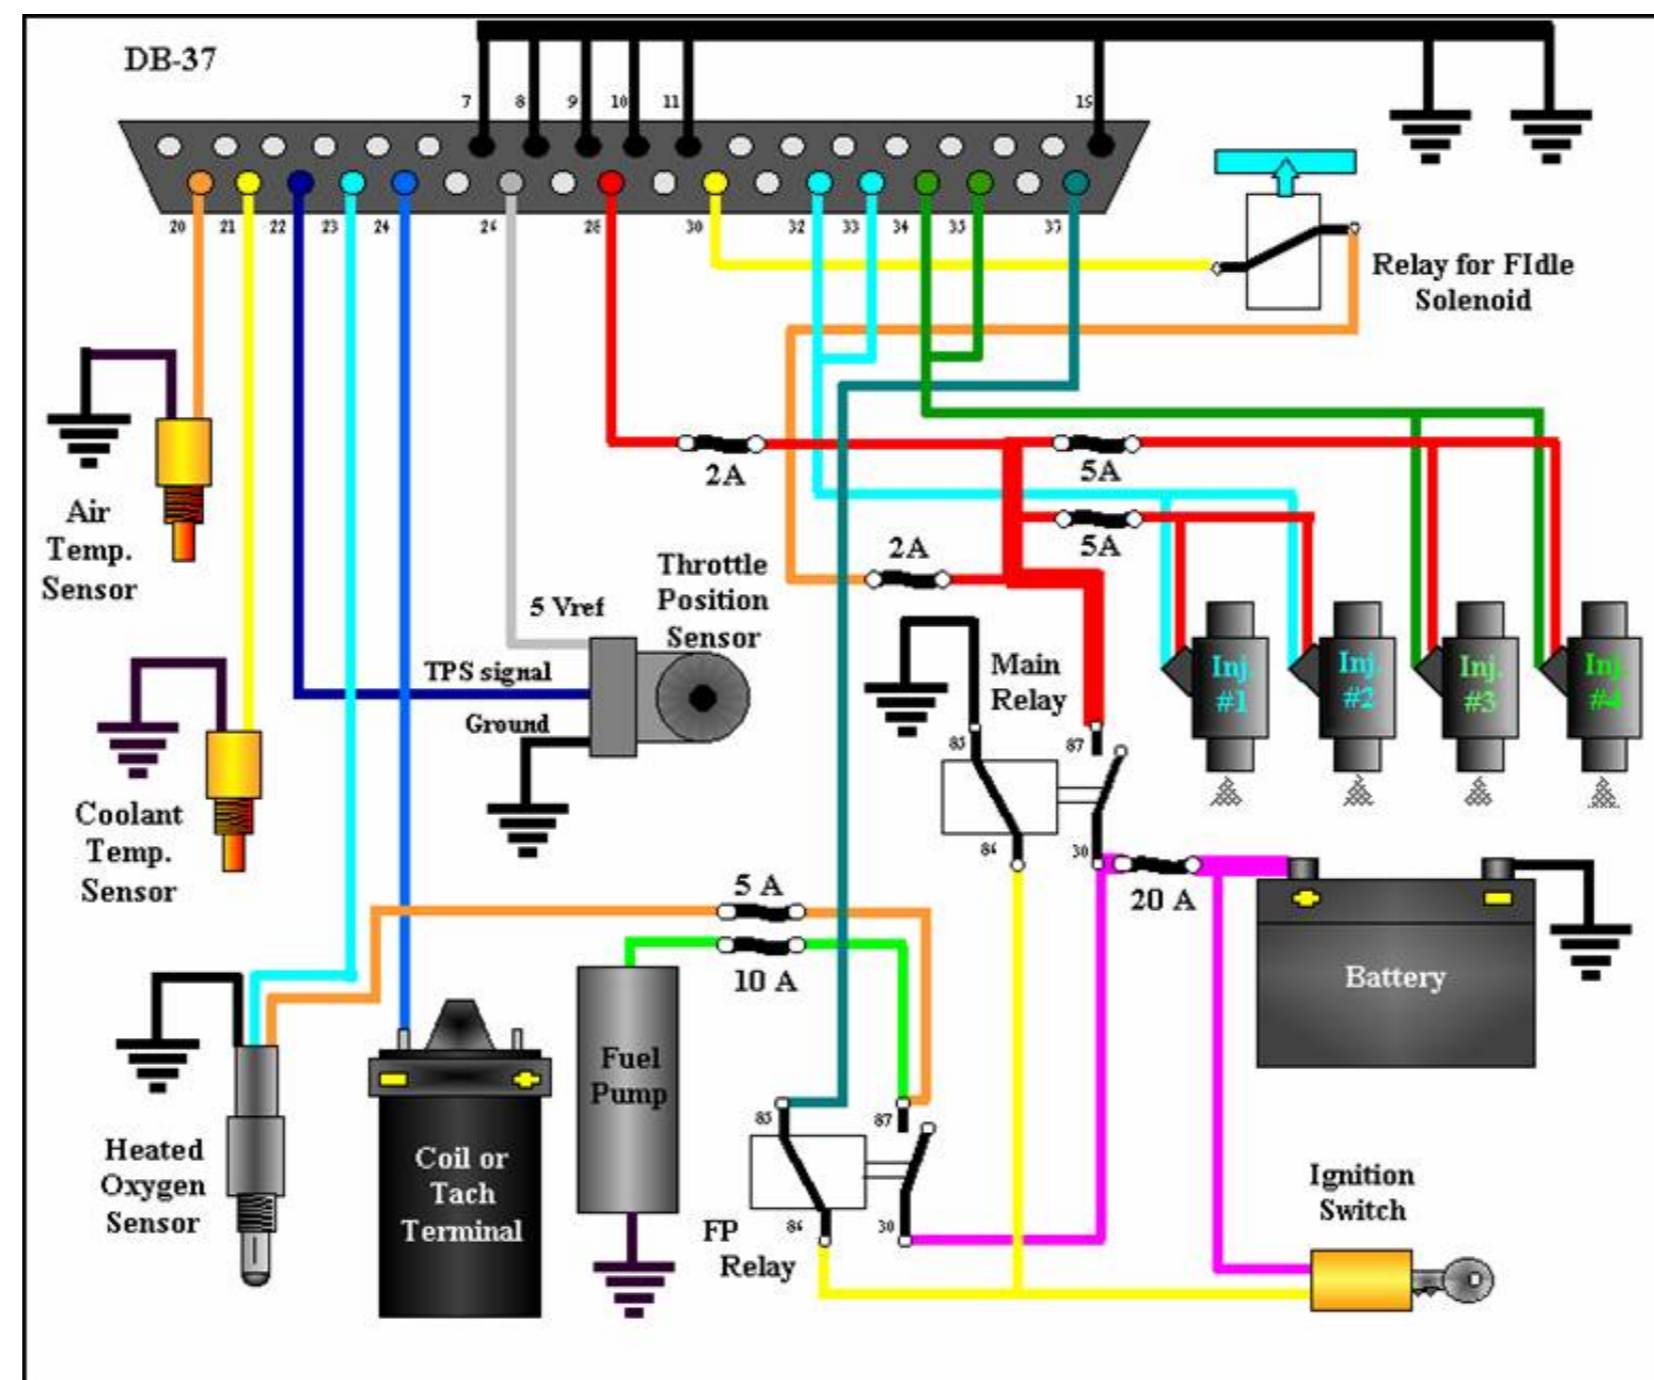 DB-37
7 8 9 10 11 15
20 21 22 23 24 26 28 30 32 33 34 35 37
Relay for FIdle
Solenoid
2A
5A
5A
2A
Air
Temp.
Sensor
Throttle
Position
Sensor
5 Vref
TPS signal
Ground
Main
Relay
85
87
86
30
Inj.
#1
Inj.
#2
Inj.
#3
Inj.
#4
Coolant
Temp.
Sensor
20 A
Battery
5 A
10 A
Fuel
Pump
85
87
86
30
FP
Relay
Heated
Oxygen
Sensor
Coil or
Tach
Terminal
Ignition
Switch